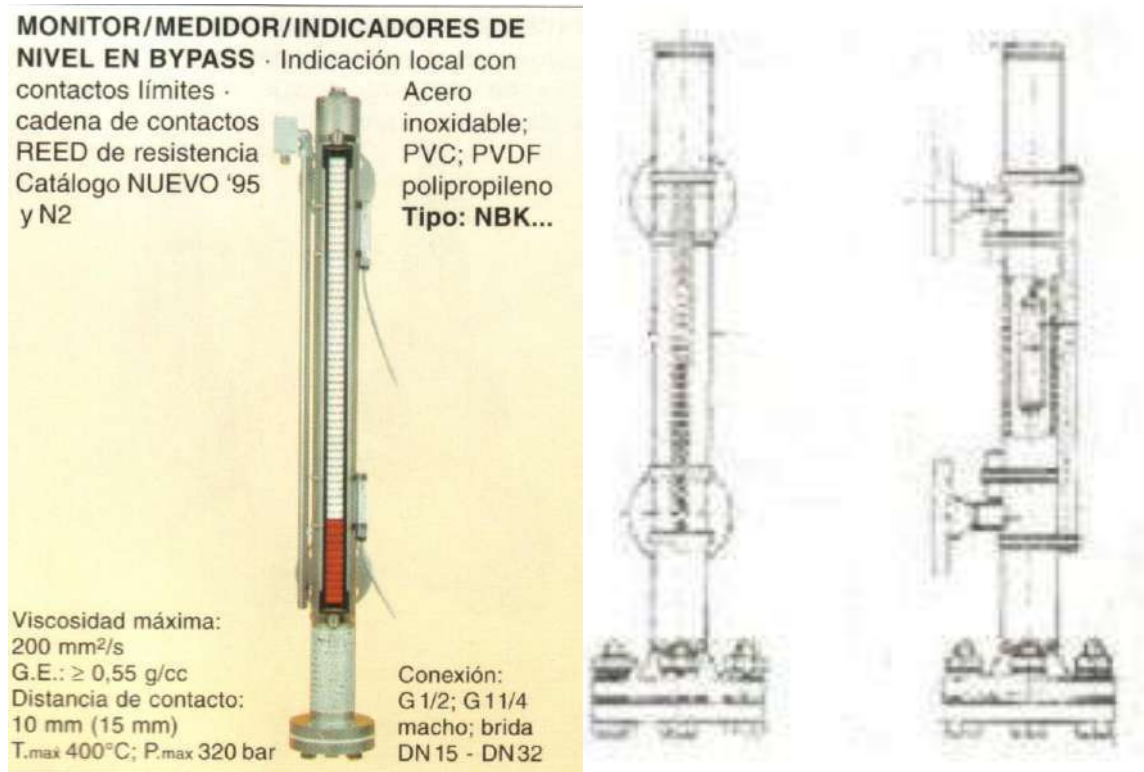 MONITOR/MEDIDOR/INDICADORES DE
NIVEL EN BYPASS · Indicación local con
contactos límites ·
cadena de contactos
REED de resistencia
Catálogo NUEVO '95
y N2
Acero
inoxidable;
PVC; PVDF
polipropileno
Tipo: NBK...
Viscosidad máxima:
200 mm²/s
G.E.: ≥ 0,55 g/cc
Distancia de contacto:
10 mm (15 mm)
T.max 400°C; P.max 320 bar
Conexión:
G 1/2; G 11/4
macho; brida
DN 15 - DN 32